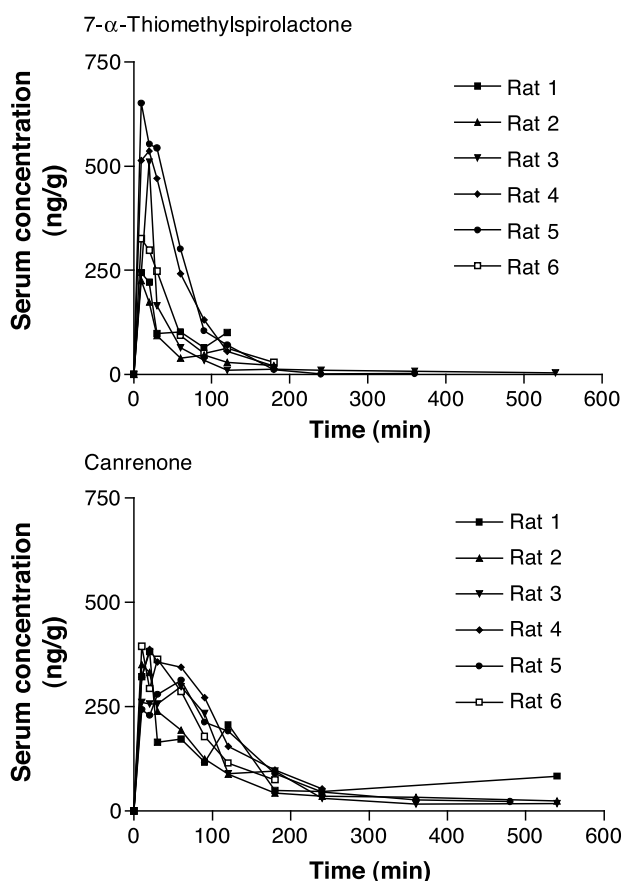 7-α-Thiomethylspirolactone
Serum concentration
(ng/g)
750
500
250
0
0 100 200 300 400 500 600
Time (min)
Rat 1
Rat 2
Rat 3
Rat 4
Rat 5
Rat 6
Canrenone
Serum concentration
(ng/g)
750
500
250
0
0 100 200 300 400 500 600
Time (min)
Rat 1
Rat 2
Rat 3
Rat 4
Rat 5
Rat 6